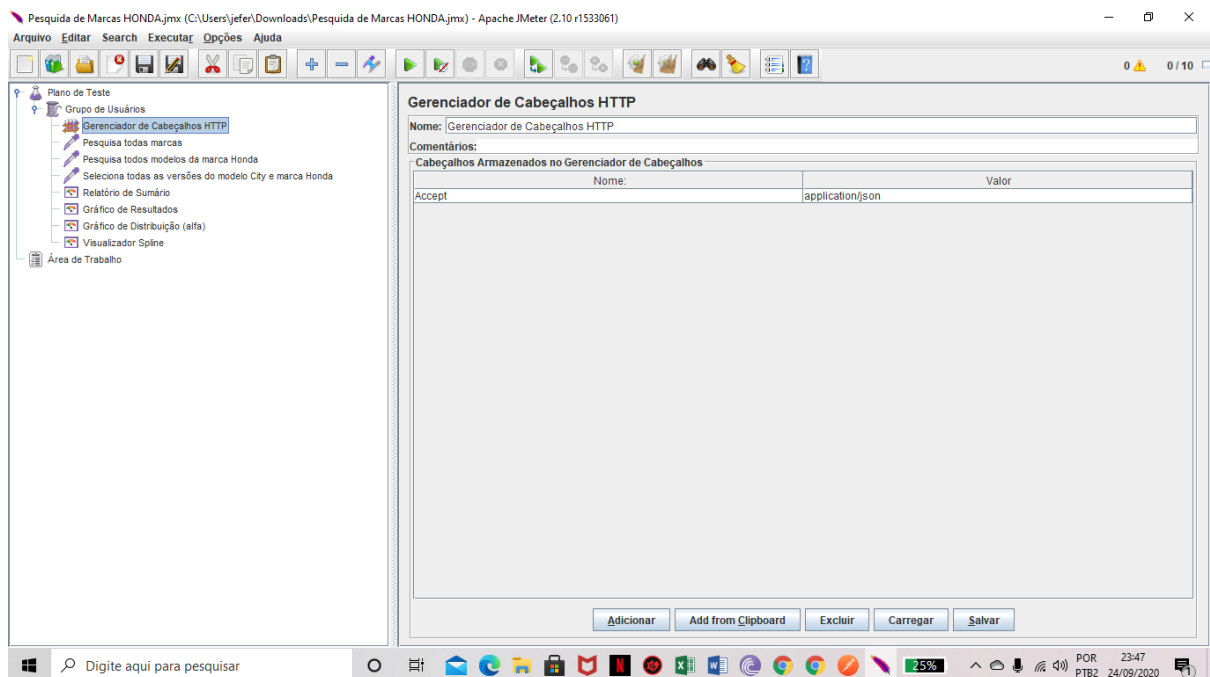 Pesquida de Marcas HONDA.jmx (C:\Users\jefer\Downloads\Pesquida de Marcas HONDA.jmx) - Apache JMeter (2.10 r1533061)
Arquivo Editar Search Executar Opções Ajuda
0 0 / 10
Plano de Teste
Grupo de Usuários
Gerenciador de Cabeçalhos HTTP
Pesquisa todas marcas
Pesquisa todos modelos da marca Honda
Seleciona todas as versões do modelo City e marca Honda
Relatório de Sumário
Gráfico de Resultados
Gráfico de Distribuição (alfa)
Visualizador Spline
Área de Trabalho
Gerenciador de Cabeçalhos HTTP
Nome: Gerenciador de Cabeçalhos HTTP
Comentários:
Cabeçalhos Armazenados no Gerenciador de Cabeçalhos
Nome: Valor
Accept application/json
Adicionar Add from Clipboard Excluir Carregar Salvar
Digite aqui para pesquisar
25%
POR 23:47
PTB2 24/09/2020